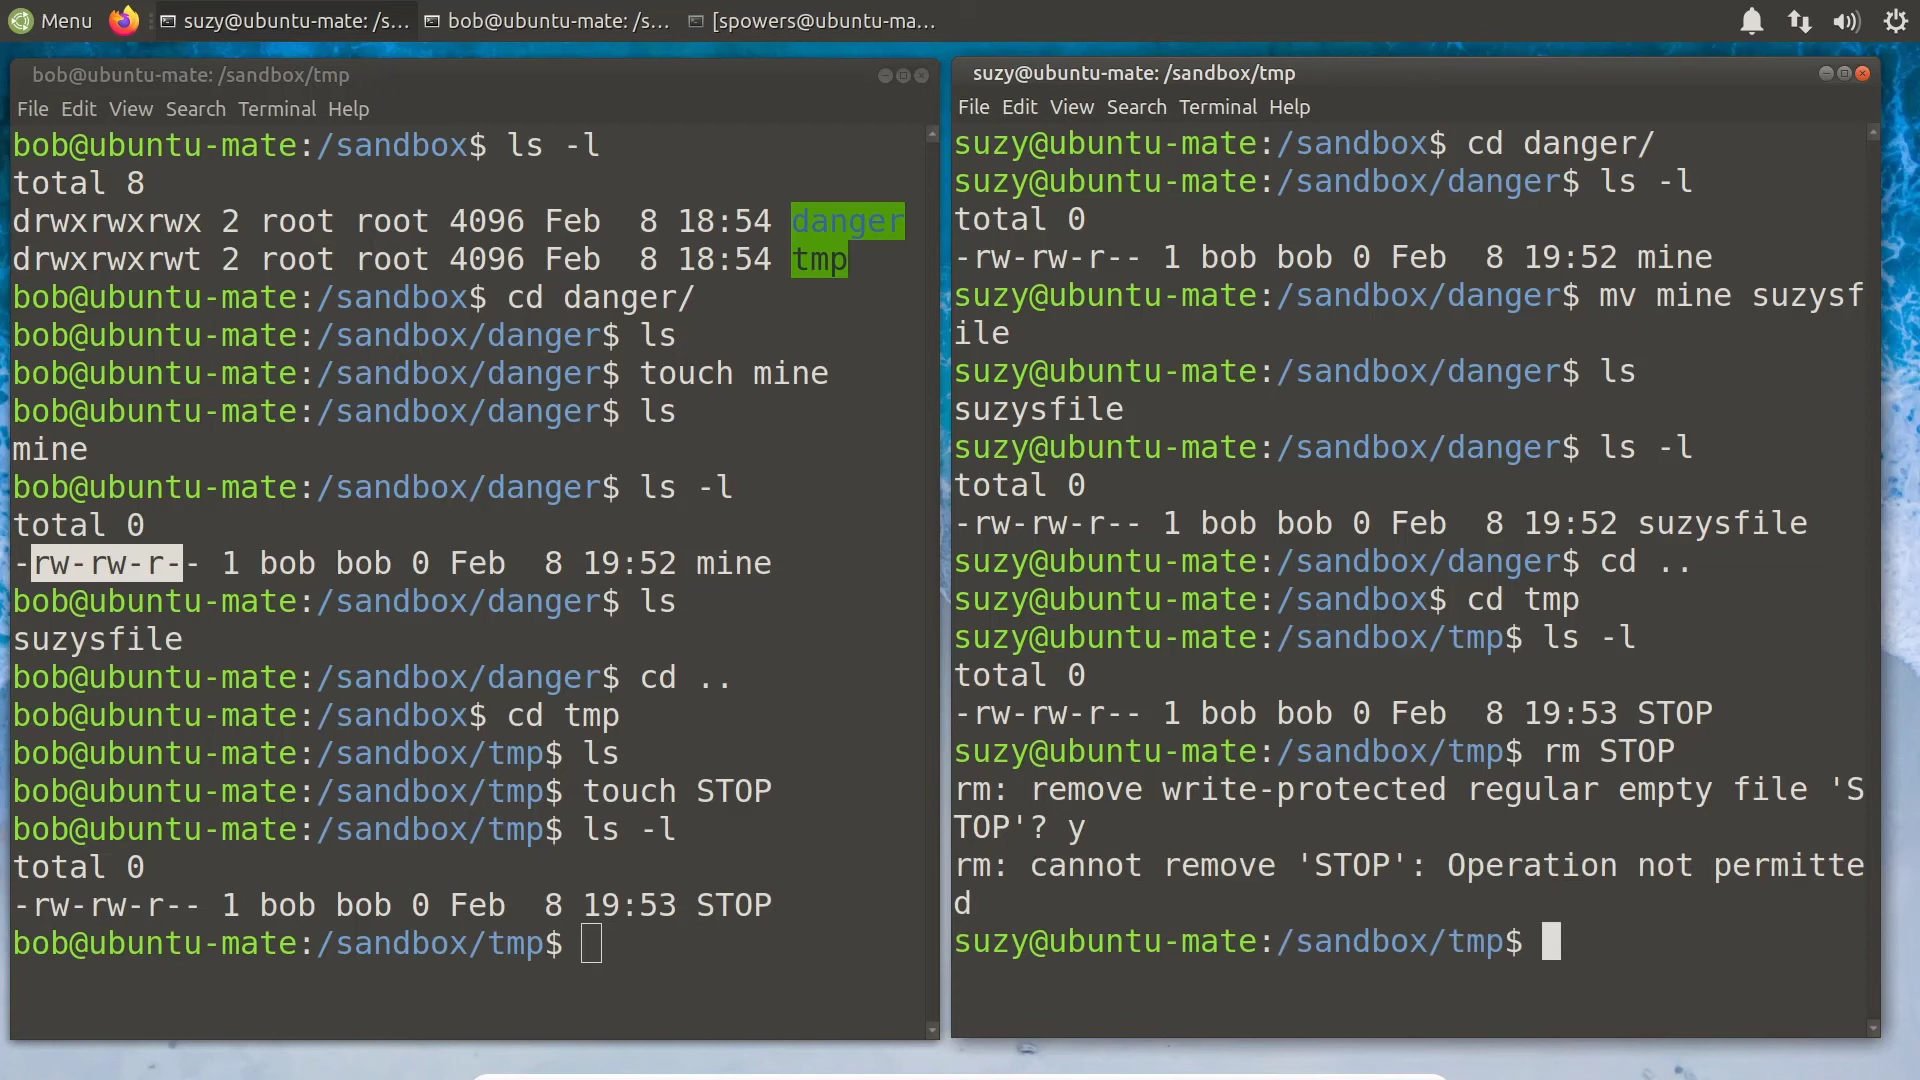 Menu suzy@ubuntu-mate: /s... bob@ubuntu-mate: /s... [spowers@ubuntu-ma...
bob@ubuntu-mate: /sandbox/tmp
File Edit View Search Terminal Help
bob@ubuntu-mate:/sandbox$ ls -l
total 8
drwxrwxrwx 2 root root 4096 Feb  8 18:54 danger
drwxrwxrwt 2 root root 4096 Feb  8 18:54 tmp
bob@ubuntu-mate:/sandbox$ cd danger/
bob@ubuntu-mate:/sandbox/danger$ ls
bob@ubuntu-mate:/sandbox/danger$ touch mine
bob@ubuntu-mate:/sandbox/danger$ ls
mine
bob@ubuntu-mate:/sandbox/danger$ ls -l
total 0
-rw-rw-r-- 1 bob bob 0 Feb  8 19:52 mine
bob@ubuntu-mate:/sandbox/danger$ ls
suzysfile
bob@ubuntu-mate:/sandbox/danger$ cd ..
bob@ubuntu-mate:/sandbox$ cd tmp
bob@ubuntu-mate:/sandbox/tmp$ ls
bob@ubuntu-mate:/sandbox/tmp$ touch STOP
bob@ubuntu-mate:/sandbox/tmp$ ls -l
total 0
-rw-rw-r-- 1 bob bob 0 Feb  8 19:53 STOP
bob@ubuntu-mate:/sandbox/tmp$
suzy@ubuntu-mate: /sandbox/tmp
File Edit View Search Terminal Help
suzy@ubuntu-mate:/sandbox$ cd danger/
suzy@ubuntu-mate:/sandbox/danger$ ls -l
total 0
-rw-rw-r-- 1 bob bob 0 Feb  8 19:52 mine
suzy@ubuntu-mate:/sandbox/danger$ mv mine suzysf
ile
suzy@ubuntu-mate:/sandbox/danger$ ls
suzysfile
suzy@ubuntu-mate:/sandbox/danger$ ls -l
total 0
-rw-rw-r-- 1 bob bob 0 Feb  8 19:52 suzysfile
suzy@ubuntu-mate:/sandbox/danger$ cd ..
suzy@ubuntu-mate:/sandbox$ cd tmp
suzy@ubuntu-mate:/sandbox/tmp$ ls -l
total 0
-rw-rw-r-- 1 bob bob 0 Feb  8 19:53 STOP
suzy@ubuntu-mate:/sandbox/tmp$ rm STOP
rm: remove write-protected regular empty file 'S
TOP'? y
rm: cannot remove 'STOP': Operation not permitte
d
suzy@ubuntu-mate:/sandbox/tmp$